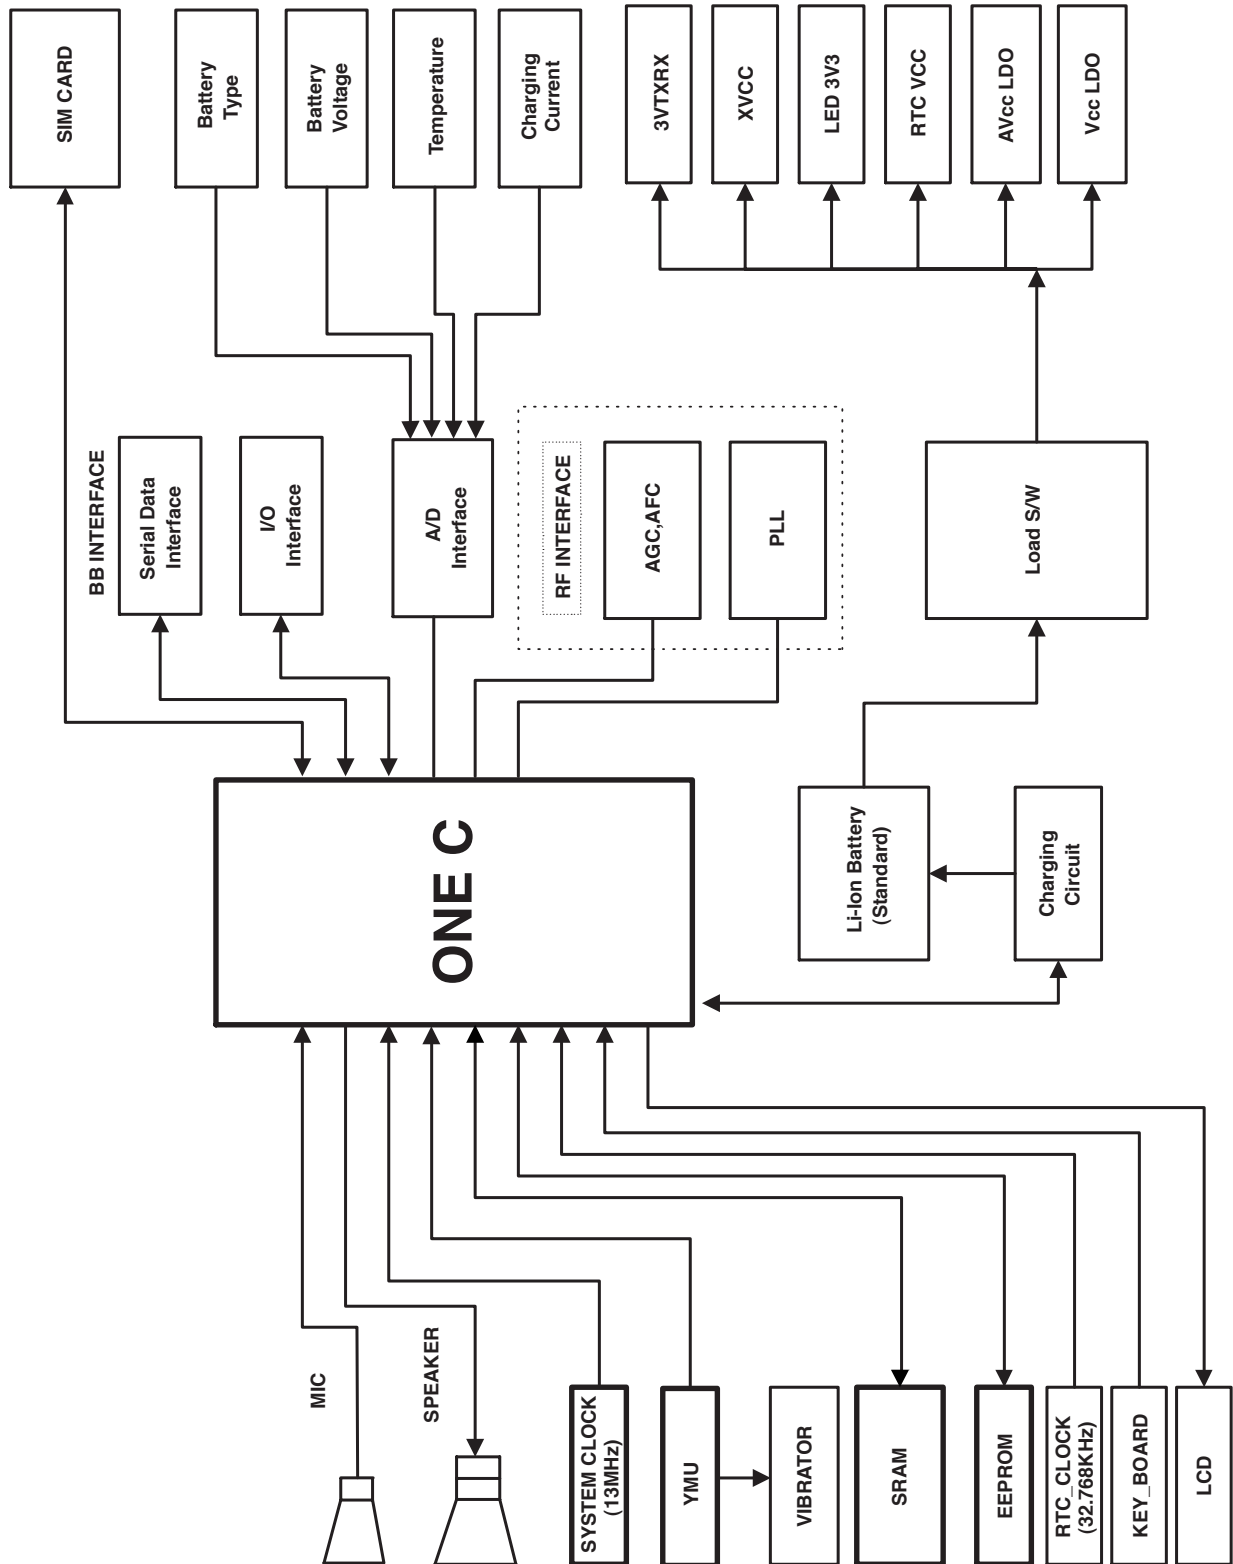 MIC
SPEAKER
SYSTEM CLOCK
(13MHz)
YMU
VIBRATOR
SRAM
EEPROM
RTC_CLOCK
(32.768KHz)
KEY_BOARD
LCD
ONE C
Li-Ion Battery
(Standard)
Charging
Circuit
BB INTERFACE
Serial Data
Interface
I/O
Interface
A/D
Interface
RF INTERFACE
AGC,AFC
PLL
Load S/W
SIM CARD
Battery
Type
Battery
Voltage
Temperature
Charging
Current
3VTXRX
XVCC
LED 3V3
RTC VCC
AVcc LDO
Vcc LDO